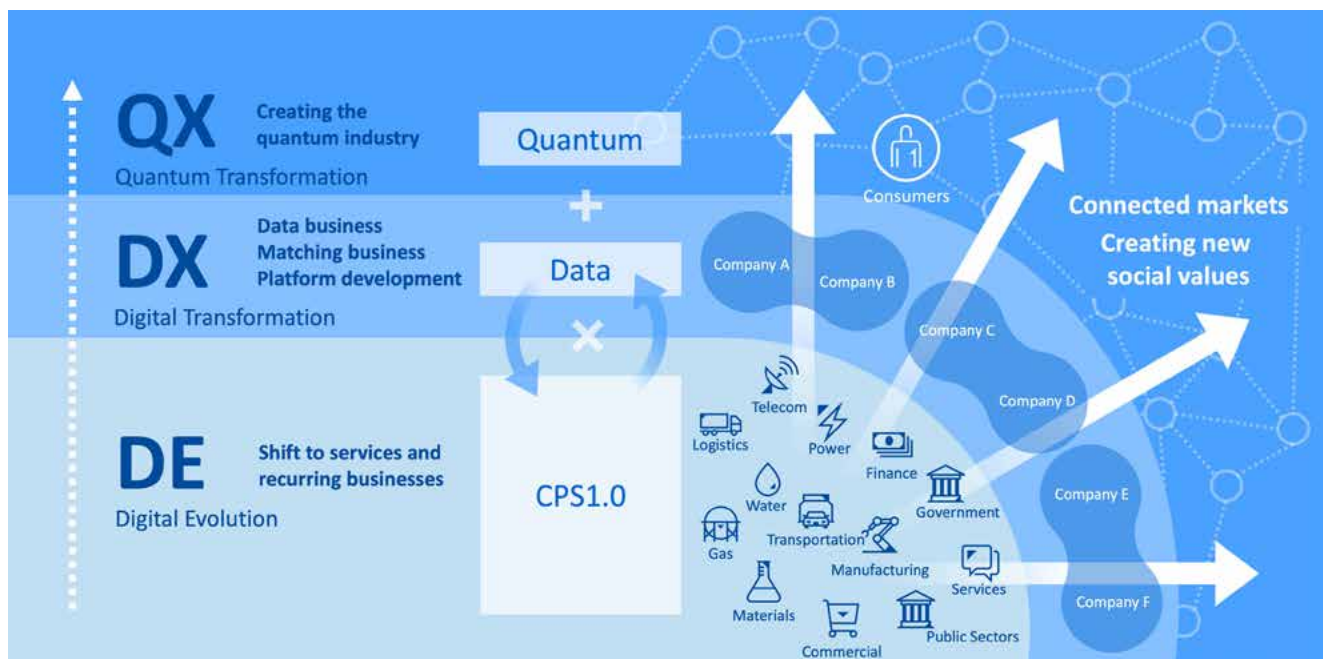 QX
Creating the
quantum industry
Quantum Transformation
Quantum
+
DX
Data business
Matching business
Platform development
Digital Transformation
Data
×
DE
Shift to services and
recurring businesses
Digital Evolution
CPS1.0
Consumers
Connected markets
Creating new
social values
Company A
Company B
Company C
Company D
Company E
Company F
Telecom
Logistics
Power
Finance
Water
Government
Gas
Transportation
Manufacturing
Services
Materials
Public Sectors
Commercial